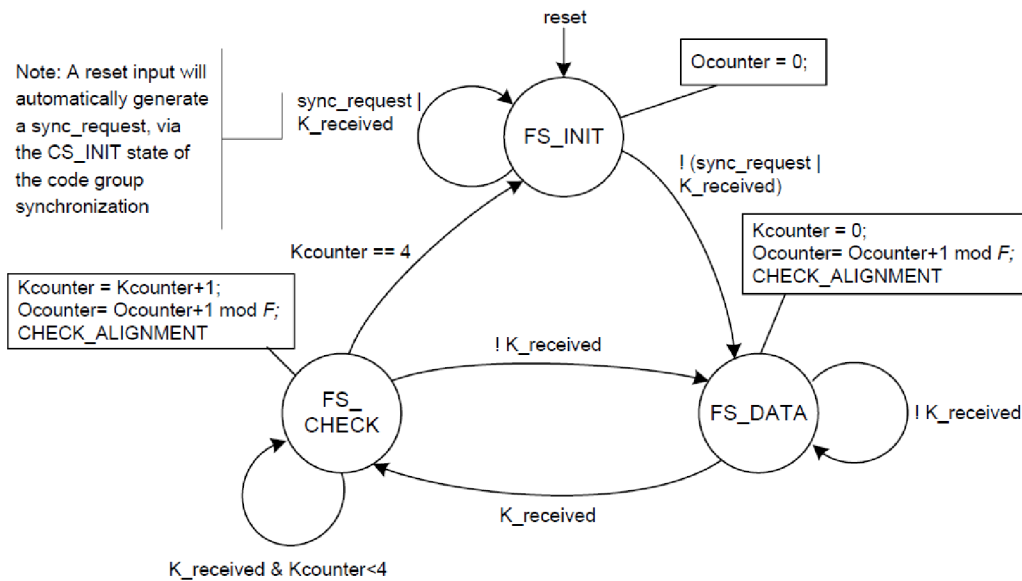 reset
Note: A reset input will
automatically generate
a sync_request, via
the CS_INIT state of
the code group
synchronization
sync_request |
K_received
Ocounter = 0;
FS_INIT
! (sync_request |
K_received)
Kcounter == 4
Kcounter = 0;
Ocounter= Ocounter+1 mod F;
CHECK_ALIGNMENT
Kcounter = Kcounter+1;
Ocounter= Ocounter+1 mod F;
CHECK_ALIGNMENT
! K_received
FS_
CHECK
FS_DATA
! K_received
K_received
K_received & Kcounter<4